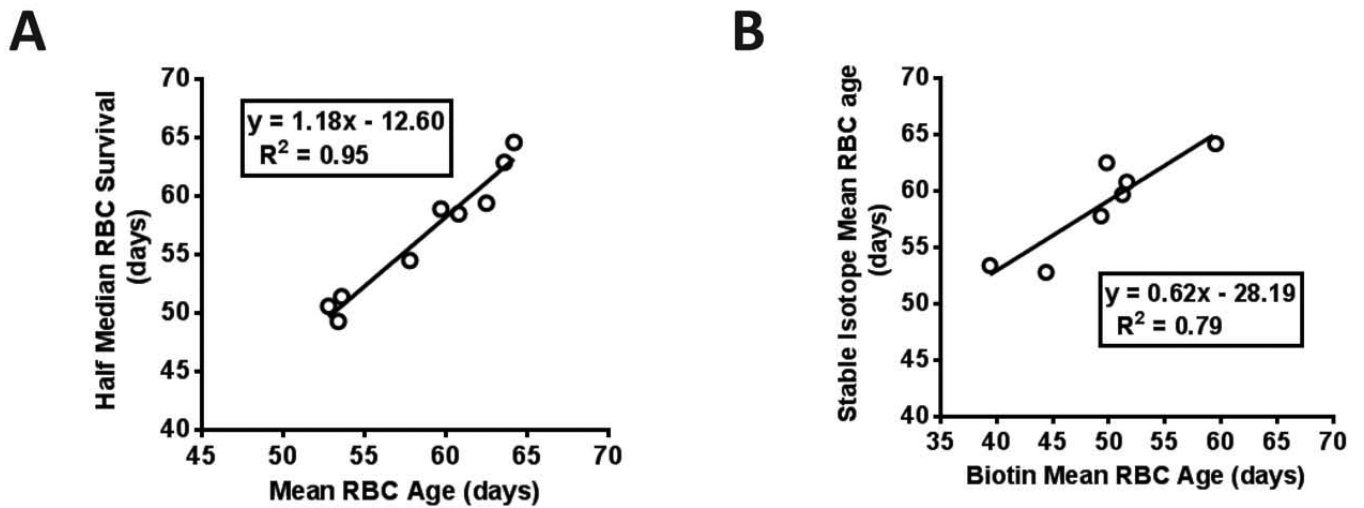 A
Half Median RBC Survival
(days)
70
65
60
55
50
45
40
y = 1.18x - 12.60
R² = 0.95
45 50 55 60 65 70
Mean RBC Age (days)
B
Stable Isotope Mean RBC age
(days)
70
65
60
55
50
45
40
y = 0.62x - 28.19
R² = 0.79
35 40 45 50 55 60 65 70
Biotin Mean RBC Age (days)